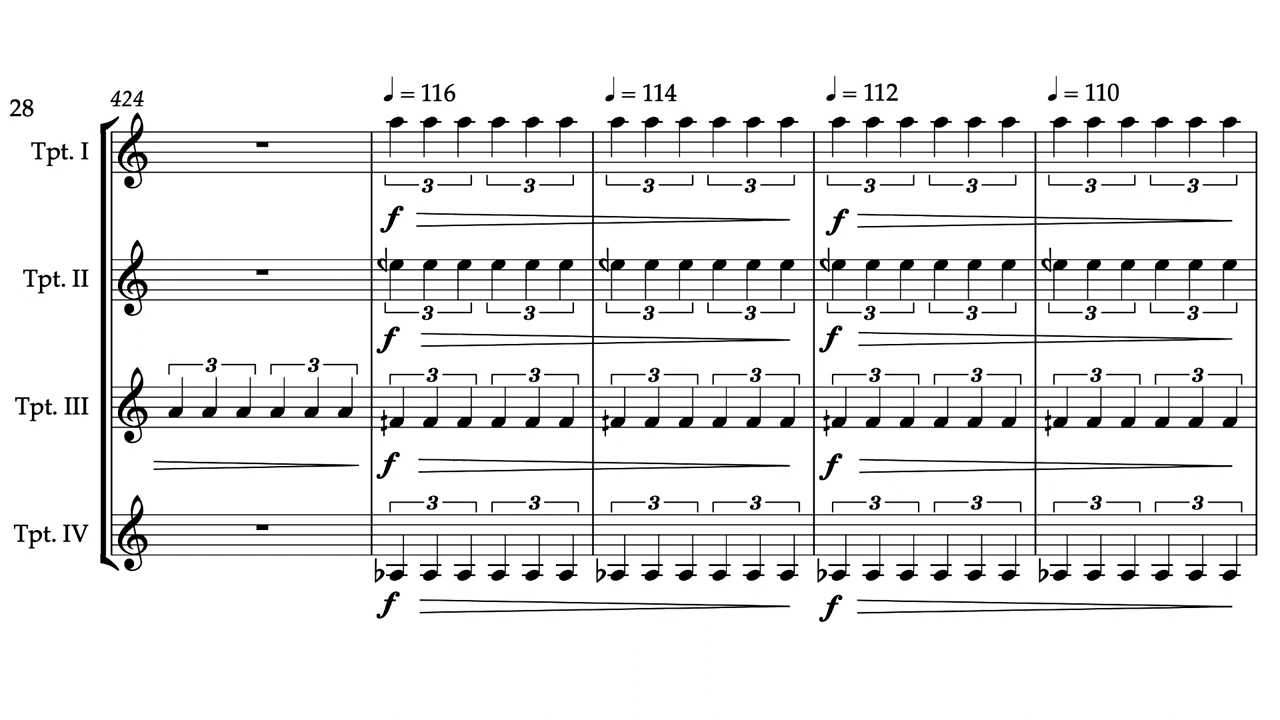 28
424
♩ = 116 ♩ = 114 ♩ = 112 ♩ = 110
Tpt. I
3 3 3 3 3 3 3 3
f f
Tpt. II
3 3 3 3 3 3 3 3
f f
3 3 3 3 3 3 3 3 3 3
Tpt. III
f f
3 3 3 3 3 3 3 3
Tpt. IV
f f